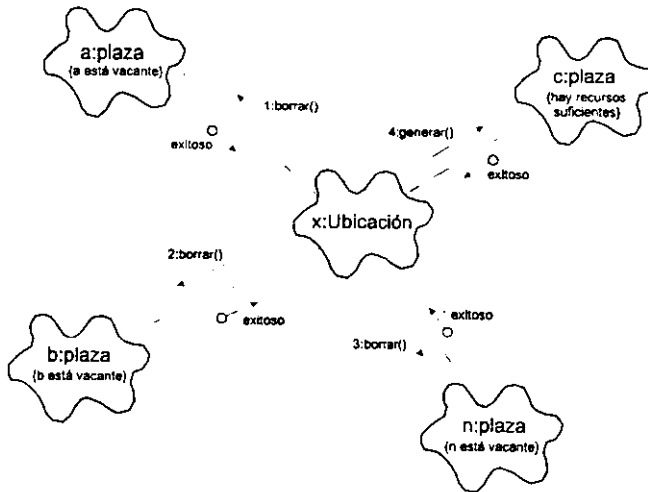 a:plaza
{a está vacante}
1:borrar()
exitoso
c:plaza
{hay recursos
suficientes}
4:generar()
exitoso
x:Ubicación
2:borrar()
exitoso
b:plaza
{b está vacante}
exitoso
3:borrar()
n:plaza
{n está vacante}